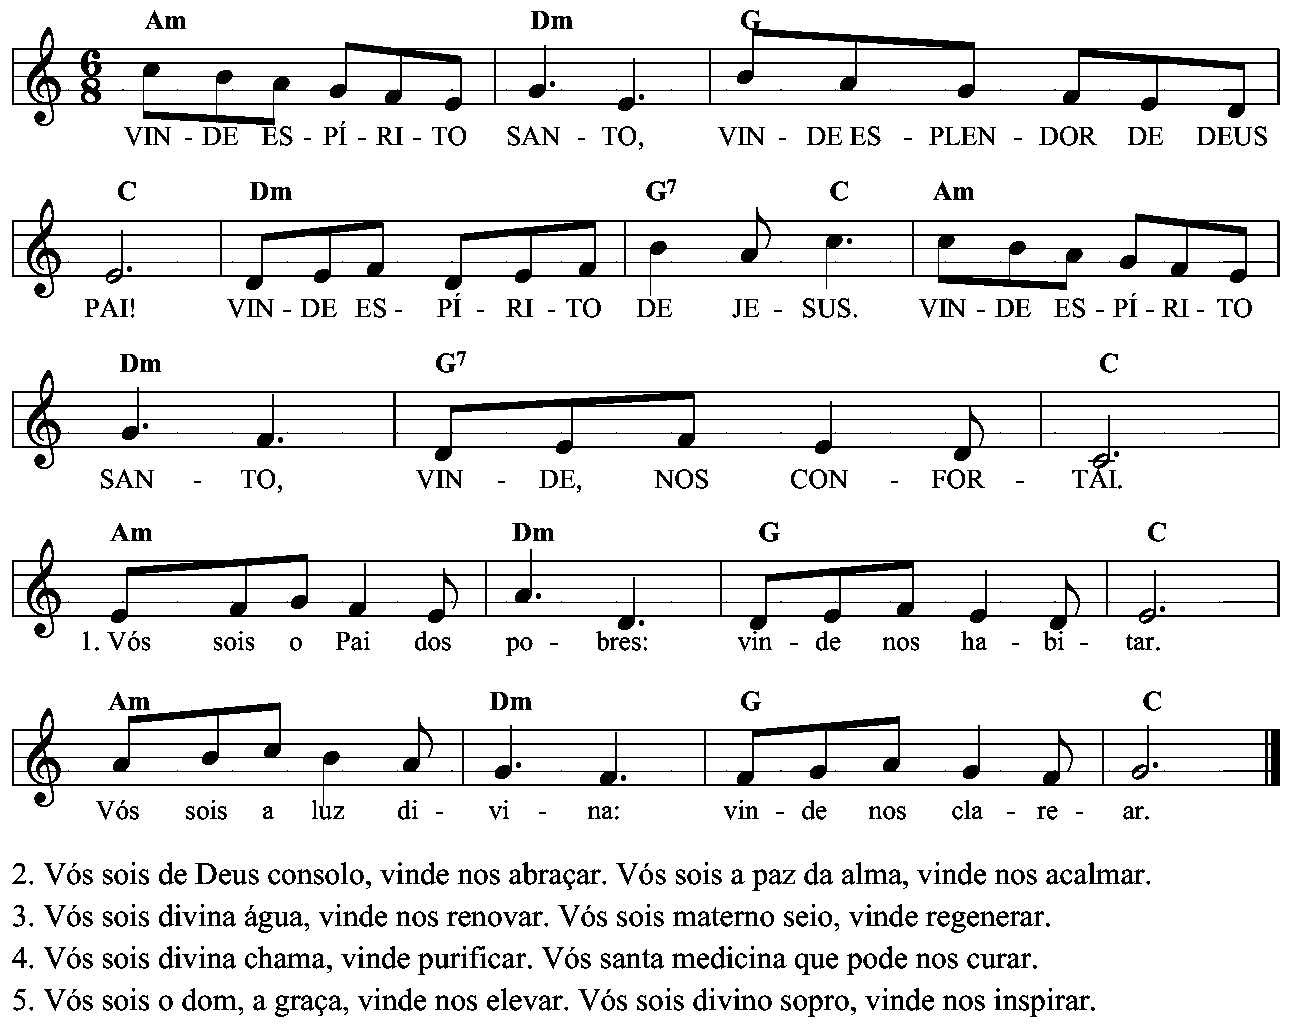 Am Dm G
6
8
VIN - DE ES - PÍ - RI - TO SAN - TO, VIN - DE ES - PLEN - DOR DE DEUS
C Dm G7 C Am
PAI! VIN - DE ES - PÍ - RI - TO DE JE - SUS. VIN - DE ES - PÍ - RI - TO
Dm G7 C
SAN - TO, VIN - DE, NOS CON - FOR - TAI.
Am Dm G C
1. Vós sois o Pai dos po - bres: vin - de nos ha - bi - tar.
Am Dm G C
Vós sois a luz di - vi - na: vin - de nos cla - re - ar.
2. Vós sois de Deus consolo, vinde nos abraçar. Vós sois a paz da alma, vinde nos acalmar.
3. Vós sois divina água, vinde nos renovar. Vós sois materno seio, vinde regenerar.
4. Vós sois divina chama, vinde purificar. Vós santa medicina que pode nos curar.
5. Vós sois o dom, a graça, vinde nos elevar. Vós sois divino sopro, vinde nos inspirar.